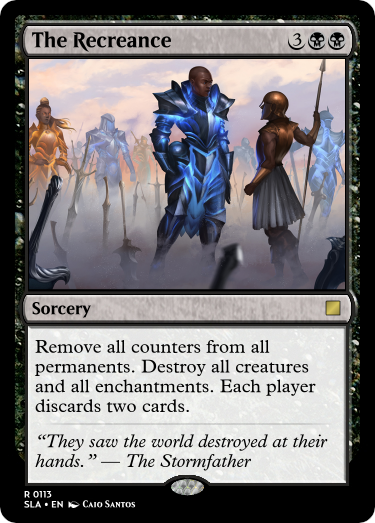 The Recreance 3
Sorcery
Remove all counters from all
permanents. Destroy all creatures
and all enchantments. Each player
discards two cards.
“They saw the world destroyed at their
hands.” — The Stormfather
R 0113
SLA • EN Caio Santos